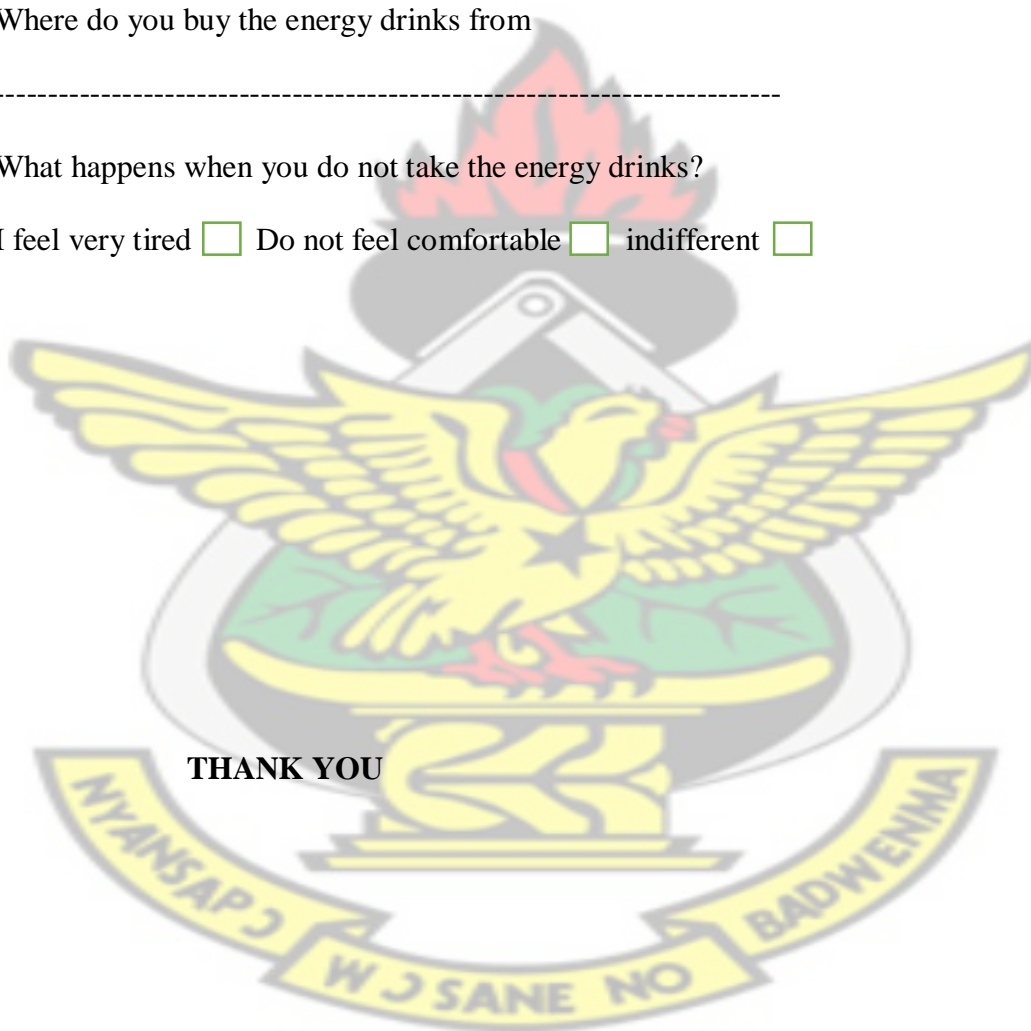 Where do you buy the energy drinks from
--------------------------------------------------------------------------------
What happens when you do not take the energy drinks?
I feel very tired Do not feel comfortable indifferent
THANK YOU
NYANSAPƆ
WƆSANE NO
BADWENMA